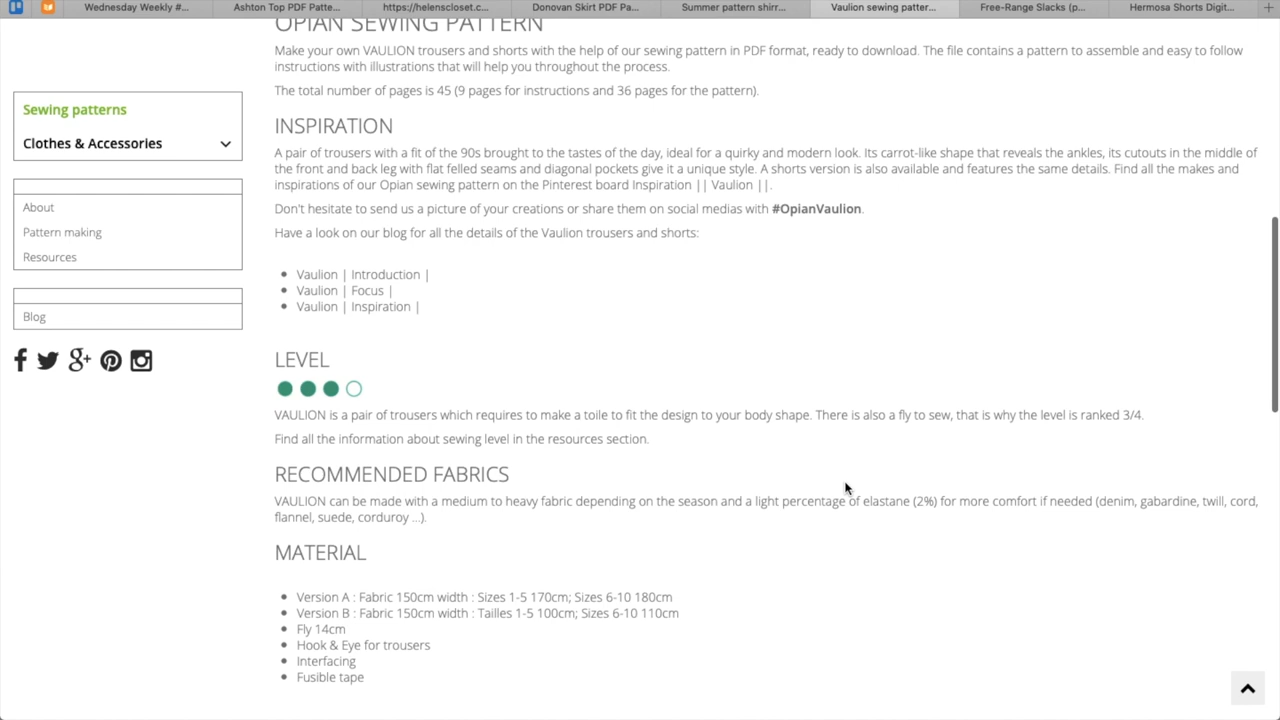 Wednesday Weekly #...
Ashton Top PDF Patte...
https://helenscloset.c...
Donovan Skirt PDF Pa...
Summer pattern shirr...
Vaulion sewing patter...
Free-Range Slacks (p...
Hermosa Shorts Digit...
Sewing patterns
Clothes & Accessories
About
Pattern making
Resources
Blog
OPIAN SEWING PATTERN
Make your own VAULION trousers and shorts with the help of our sewing pattern in PDF format, ready to download. The file contains a pattern to assemble and easy to follow
instructions with illustrations that will help you throughout the process.
The total number of pages is 45 (9 pages for instructions and 36 pages for the pattern).
INSPIRATION
A pair of trousers with a fit of the 90s brought to the tastes of the day, ideal for a quirky and modern look. Its carrot-like shape that reveals the ankles, its cutouts in the middle of
the front and back leg with flat felled seams and diagonal pockets give it a unique style. A shorts version is also available and features the same details. Find all the makes and
inspirations of our Opian sewing pattern on the Pinterest board Inspiration || Vaulion ||.
Don't hesitate to send us a picture of your creations or share them on social medias with #OpianVaulion.
Have a look on our blog for all the details of the Vaulion trousers and shorts:
Vaulion | Introduction |
Vaulion | Focus |
Vaulion | Inspiration |
LEVEL
VAULION is a pair of trousers which requires to make a toile to fit the design to your body shape. There is also a fly to sew, that is why the level is ranked 3/4.
Find all the information about sewing level in the resources section.
RECOMMENDED FABRICS
VAULION can be made with a medium to heavy fabric depending on the season and a light percentage of elastane (2%) for more comfort if needed (denim, gabardine, twill, cord,
flannel, suede, corduroy ...).
MATERIAL
Version A : Fabric 150cm width : Sizes 1-5 170cm; Sizes 6-10 180cm
Version B : Fabric 150cm width : Tailles 1-5 100cm; Sizes 6-10 110cm
Fly 14cm
Hook & Eye for trousers
Interfacing
Fusible tape